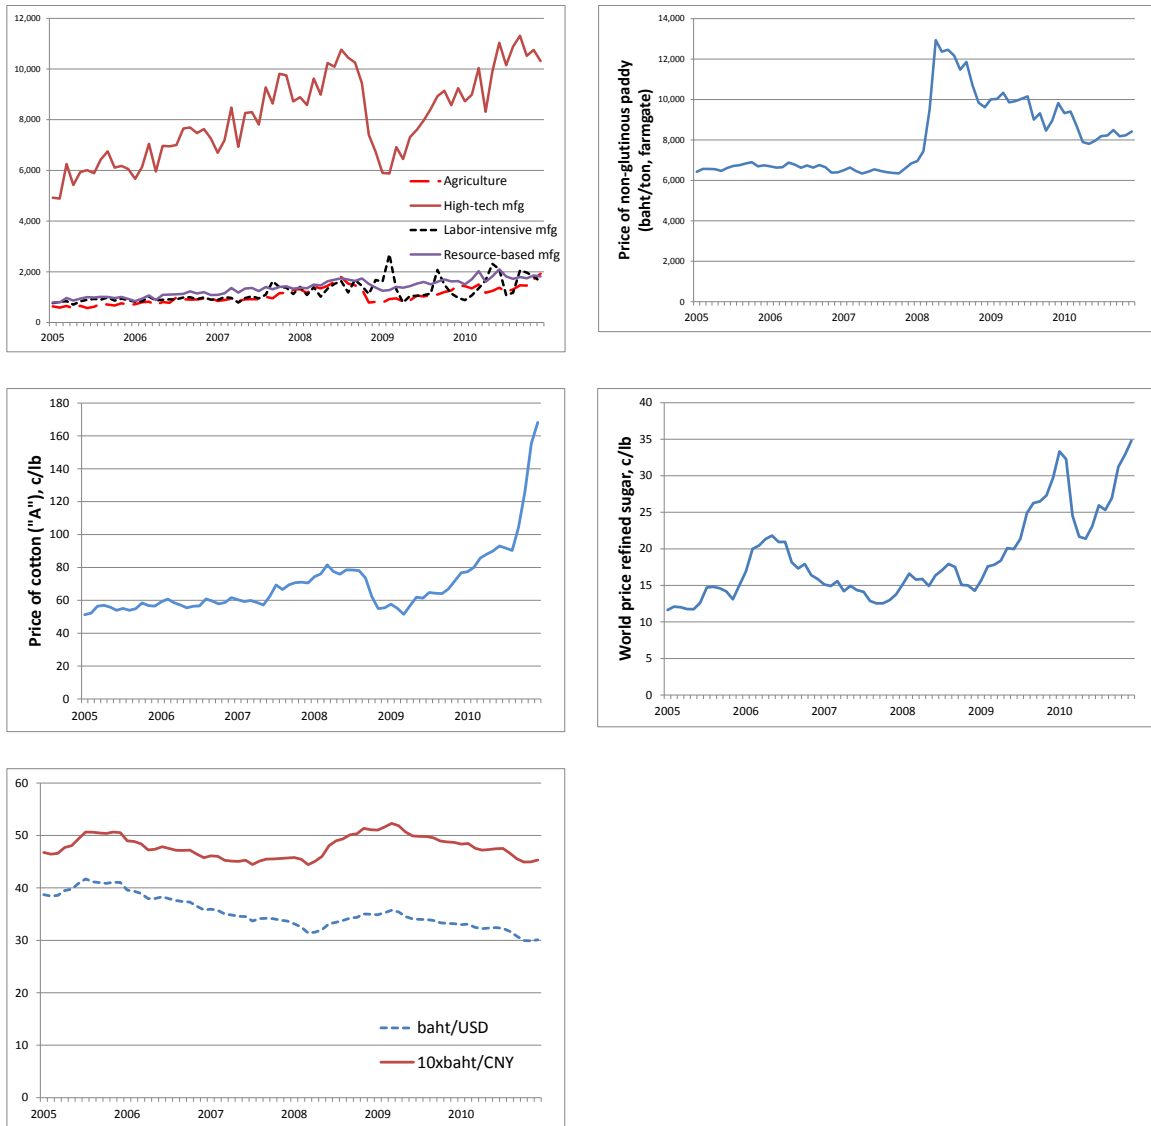 12,000
10,000
8,000
6,000
4,000
2,000
0
Agriculture
High-tech mfg
Labor-intensive mfg
Resource-based mfg
2005 2006 2007 2008 2009 2010
Price of non-glutinous paddy
(baht/ton, farmgate)
14,000
12,000
10,000
8,000
6,000
4,000
2,000
0
2005 2006 2007 2008 2009 2010
Price of cotton ("A"), c/lb
180
160
140
120
100
80
60
40
20
0
2005 2006 2007 2008 2009 2010
World price refined sugar, c/lb
40
35
30
25
20
15
10
5
0
2005 2006 2007 2008 2009 2010
60
50
40
30
20
10
0
baht/USD
10xbaht/CNY
2005 2006 2007 2008 2009 2010